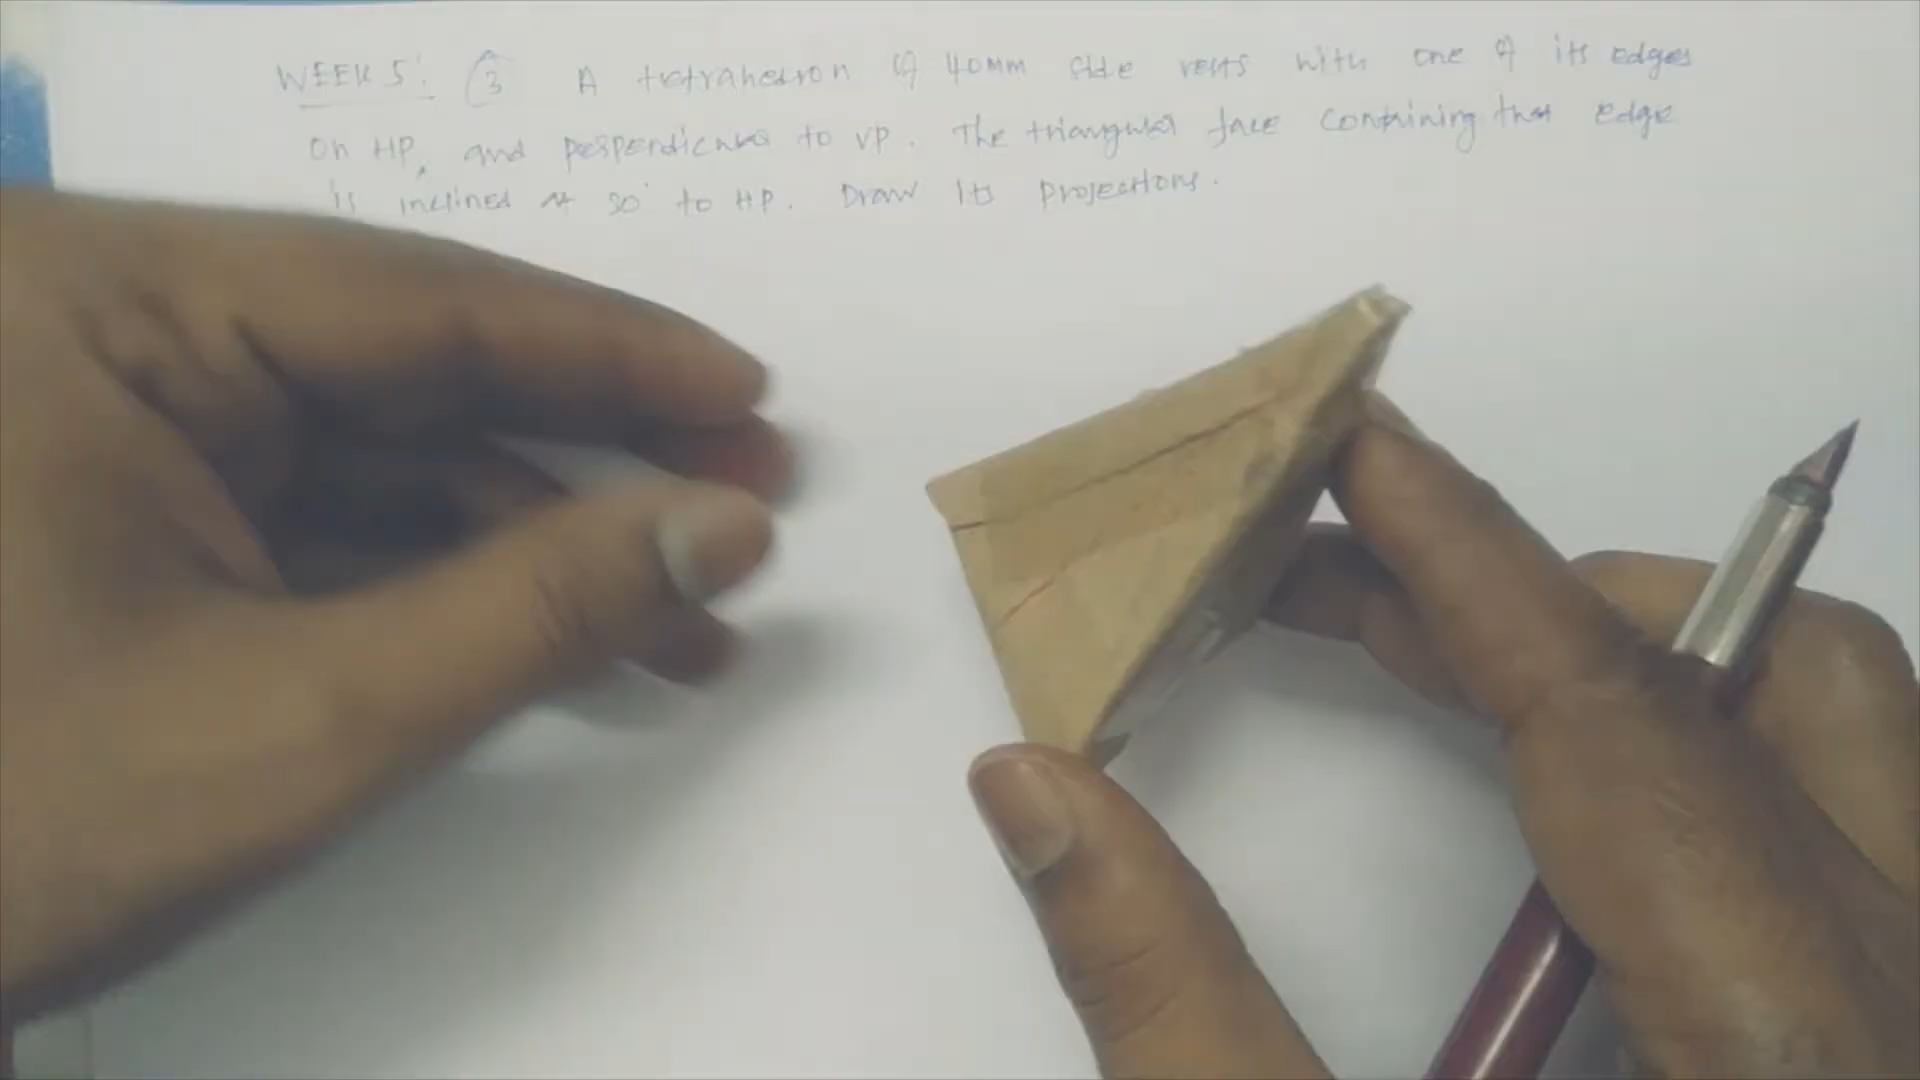 WEEK 5: 3 A tetrahedron of 40mm side rests with one of its edges
on HP, and perpendicular to VP. The triangular face containing that edge
is inclined at 30° to HP. Draw its projections.